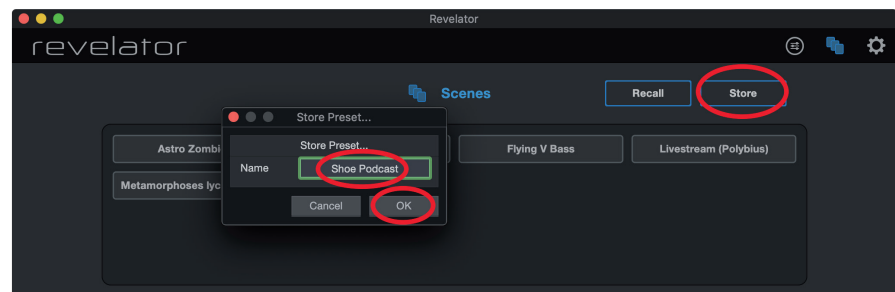 Revelator
revelator
Scenes
Recall
Store
Store Preset...
Store Preset...
Name
Shoe Podcast
Cancel
OK
Astro Zombi
Flying V Bass
Livestream (Polybius)
Metamorphoses lyc